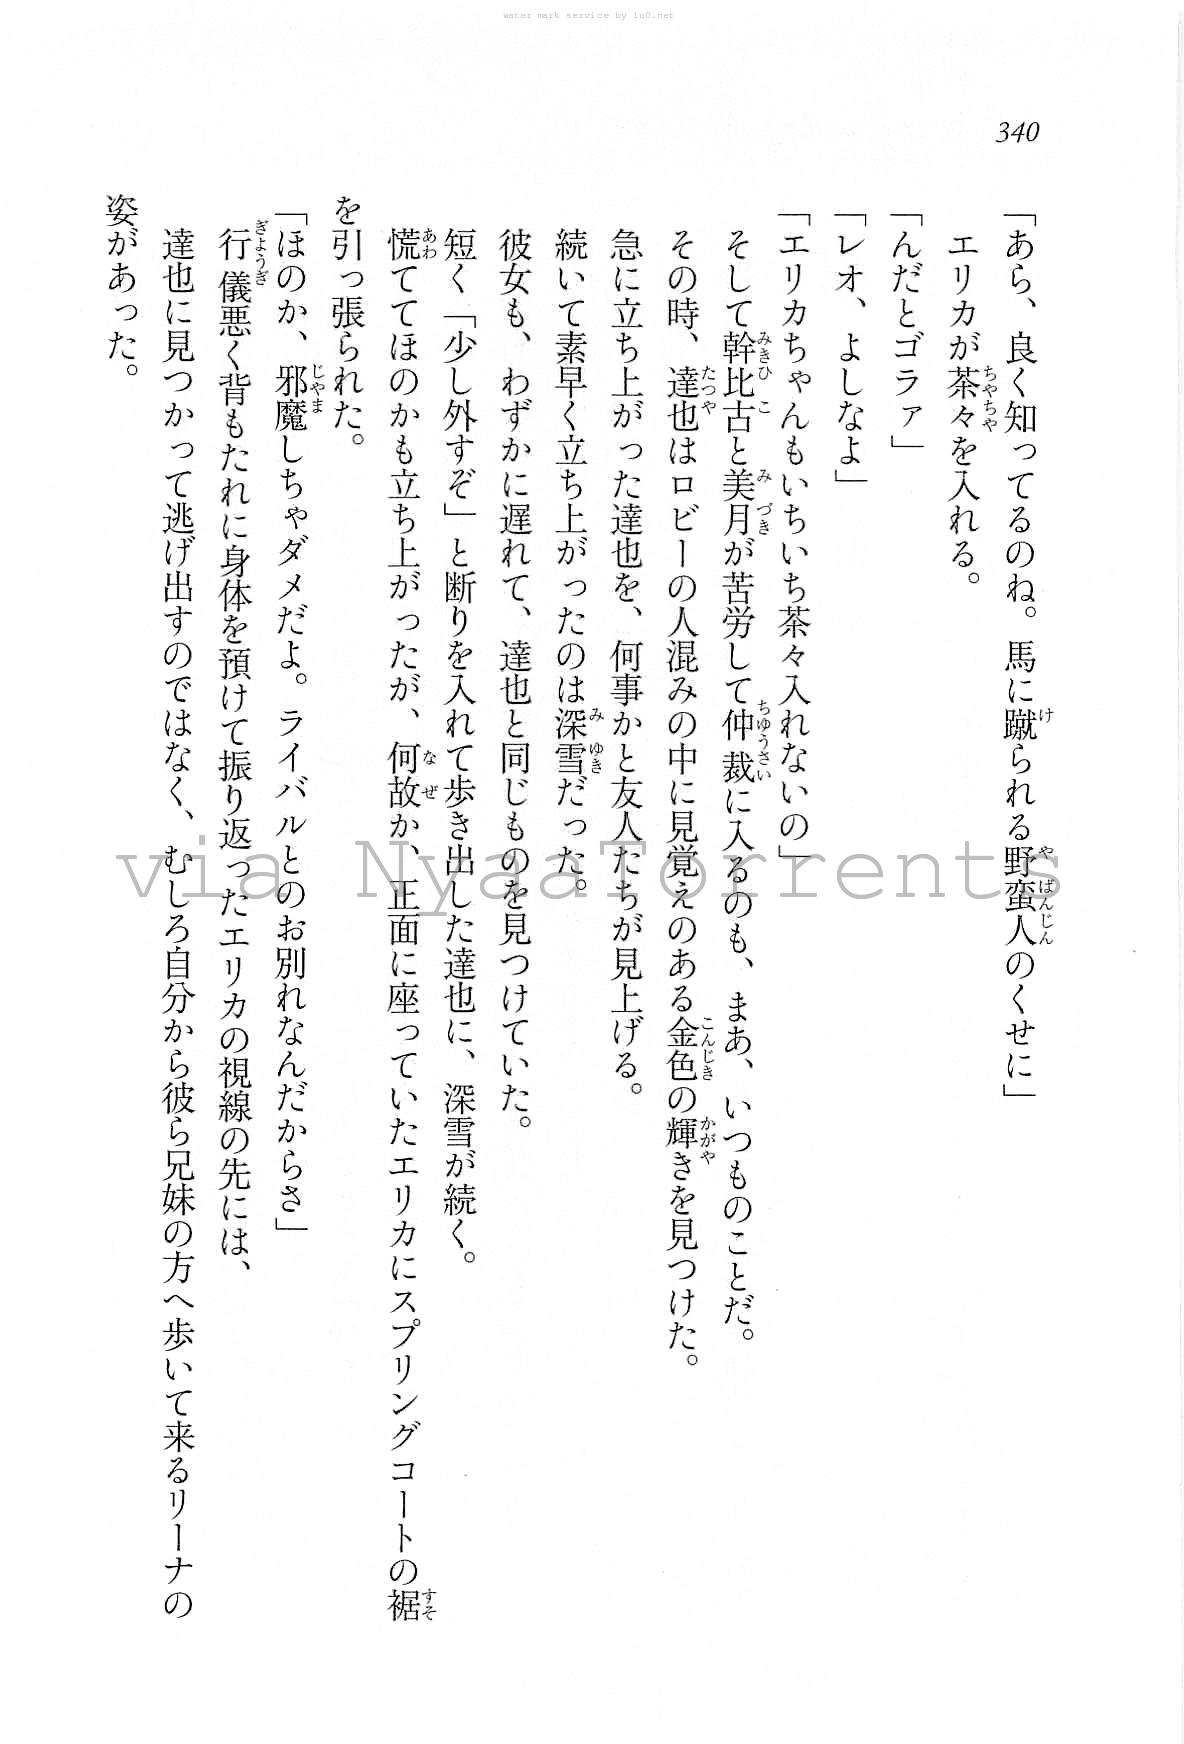 water mark service by lu0.net
340
「あら、良く知ってるのね。馬に蹴られる野蛮人のくせに」
エリカが茶々を入れる。
「んだとゴラァ」
「レオ、よしなよ」
「エリカちゃんもいちいち茶々入れないの」
そして幹比古と美月が苦労して仲裁に入るのも、まあ、いつものことだ。
その時、達也はロビーの人混みの中に見覚えのある金色の輝きを見つけた。
急に立ち上がった達也を、何事かと友人たちが見上げる。
続いて素早く立ち上がったのは深雪だった。
彼女も、わずかに遅れて、達也と同じものを見つけていた。
短く「少し外すぞ」と断りを入れて歩き出した達也に、深雪が続く。
慌ててほのかも立ち上がったが、何故か、正面に座っていたエリカにスプリングコートの裾
を引っ張られた。
「ほのか、邪魔しちゃダメだよ。ライバルとのお別れなんだからさ」
行儀悪く背もたれに身体を預けて振り返ったエリカの視線の先には、
達也に見つかって逃げ出すのではなく、むしろ自分から彼ら兄妹の方へ歩いて来るリーナの
姿があった。
via NyaaTorrents